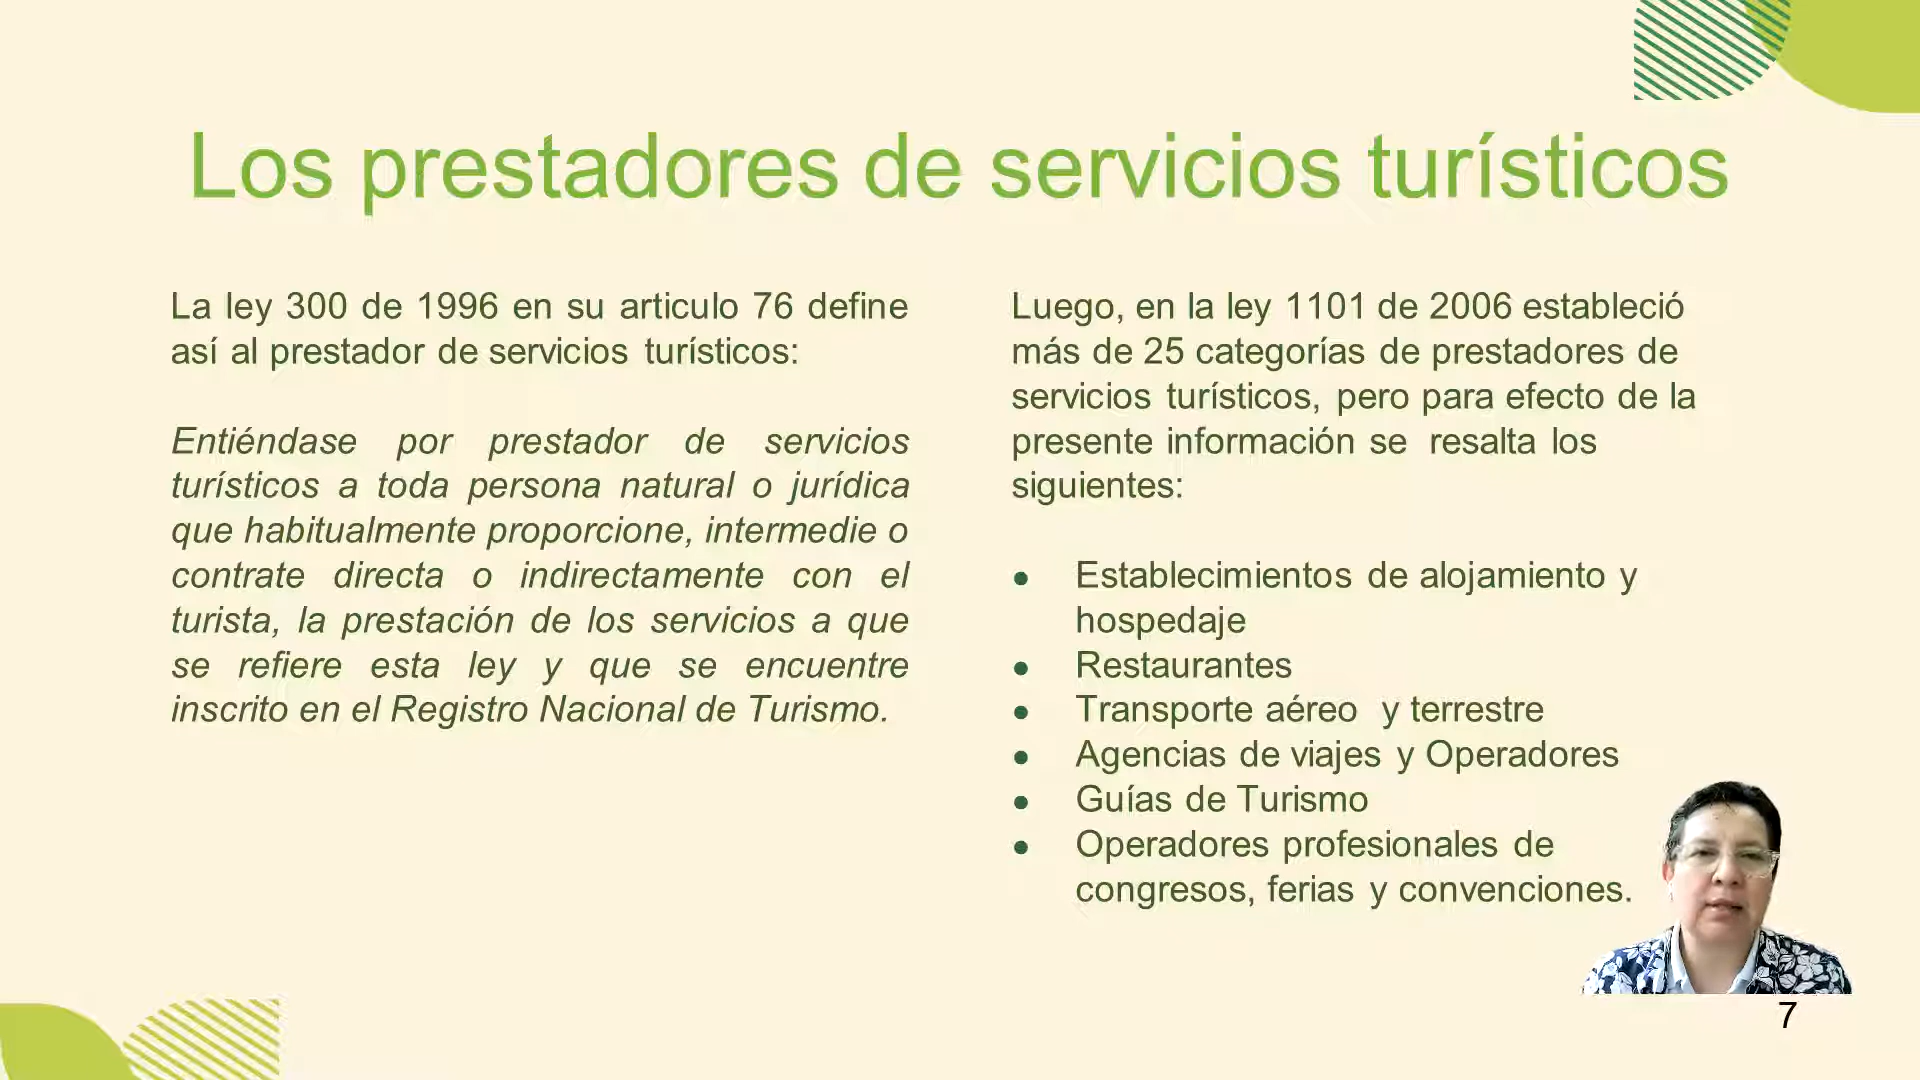 Los prestadores de servicios turísticos
La ley 300 de 1996 en su articulo 76 define
así al prestador de servicios turísticos:
Entiéndase por prestador de servicios
turísticos a toda persona natural o jurídica
que habitualmente proporcione, intermedie o
contrate directa o indirectamente con el
turista, la prestación de los servicios a que
se refiere esta ley y que se encuentre
inscrito en el Registro Nacional de Turismo.
Luego, en la ley 1101 de 2006 estableció
más de 25 categorías de prestadores de
servicios turísticos, pero para efecto de la
presente información se resalta los
siguientes:
● Establecimientos de alojamiento y
hospedaje
● Restaurantes
● Transporte aéreo y terrestre
● Agencias de viajes y Operadores
● Guías de Turismo
● Operadores profesionales de
congresos, ferias y convenciones.
7